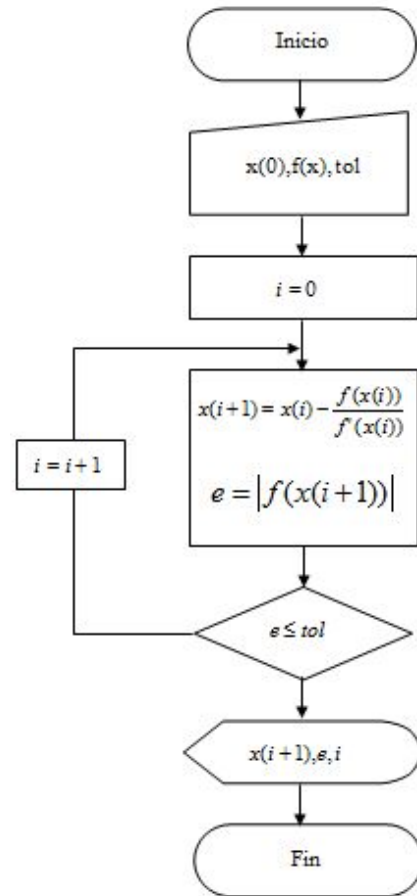 Inicio
x(0),f(x),tol
i = 0
x(i+1) = x(i) − f(x(i)) / f'(x(i))
i = i+1
e = |f(x(i+1))|
e ≤ tol
x(i+1),e,i
Fin